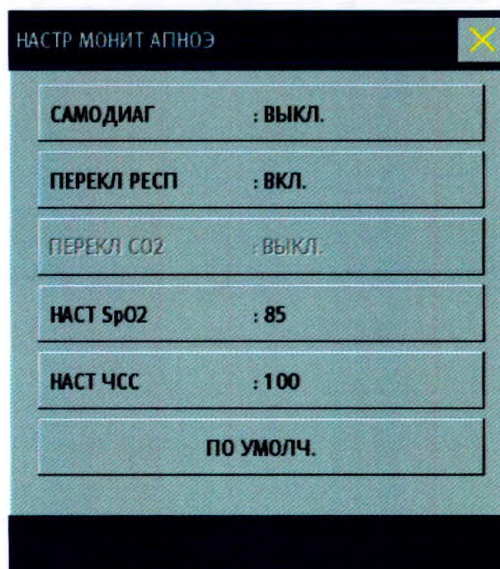 НАСТР МОНИТ АПНОЭ
САМОДИАГ : ВЫКЛ.
ПЕРЕКЛ РЕСП : ВКЛ.
ПЕРЕКЛ CO2 : ВЫКЛ.
НАСТ SpO2 : 85
НАСТ ЧСС : 100
ПО УМОЛЧ.